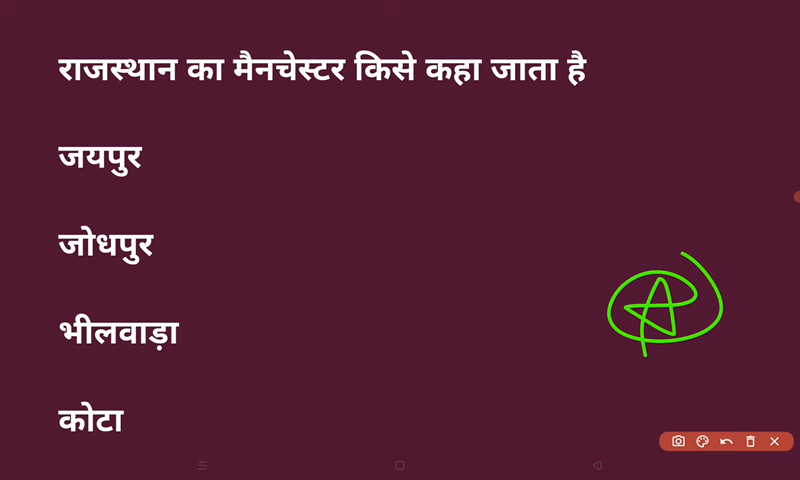 राजस्थान का मैनचेस्टर किसे कहा जाता है
जयपुर
जोधपुर
भीलवाड़ा
कोटा